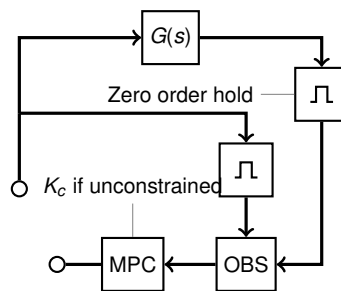 G(s)
Zero order hold
K_c if unconstrained
MPC
OBS